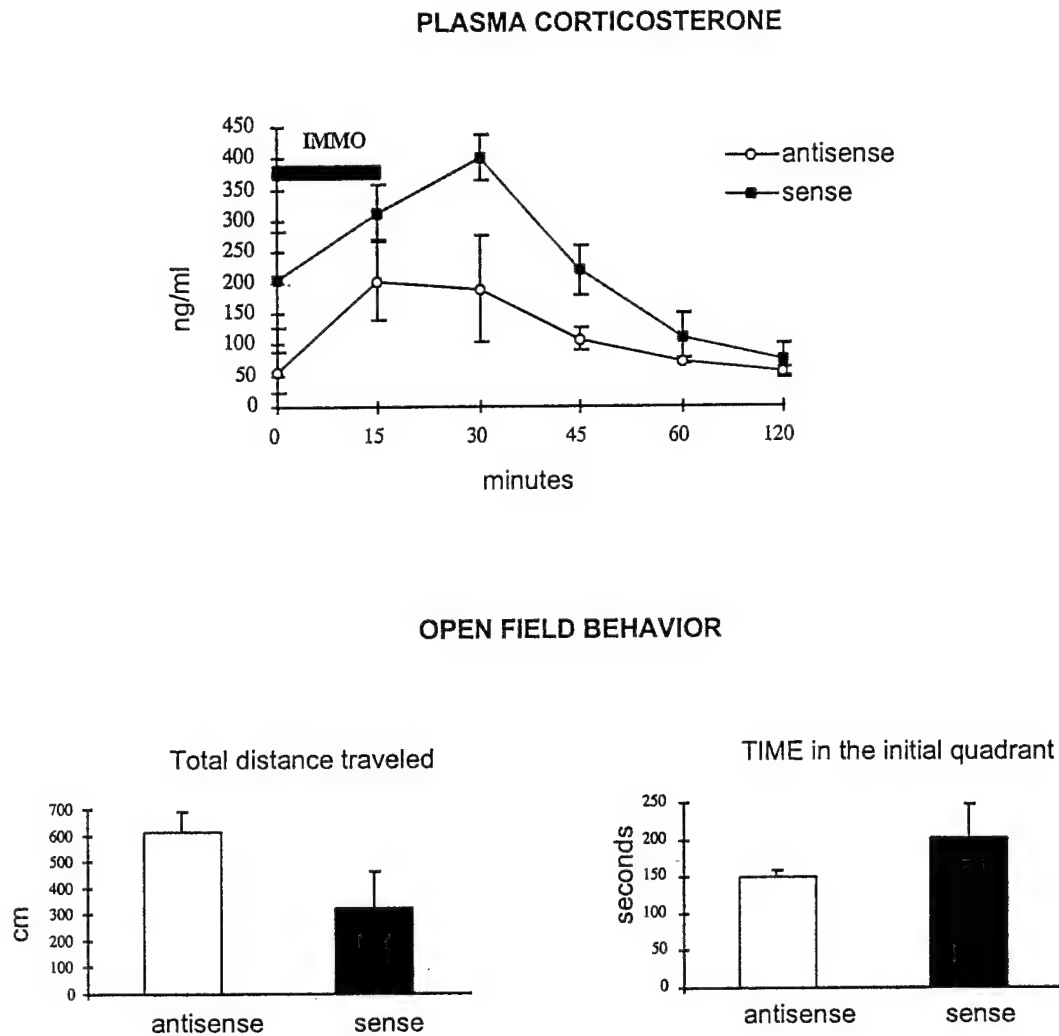 PLASMA CORTICOSTERONE
450
400
350
300
250
200
150
100
50
0
ng/ml
IMMO
antisense
sense
0 15 30 45 60 120
minutes
OPEN FIELD BEHAVIOR
Total distance traveled
700
600
500
400
300
200
100
0
cm
antisense sense
TIME in the initial quadrant
250
200
150
100
50
0
seconds
antisense sense